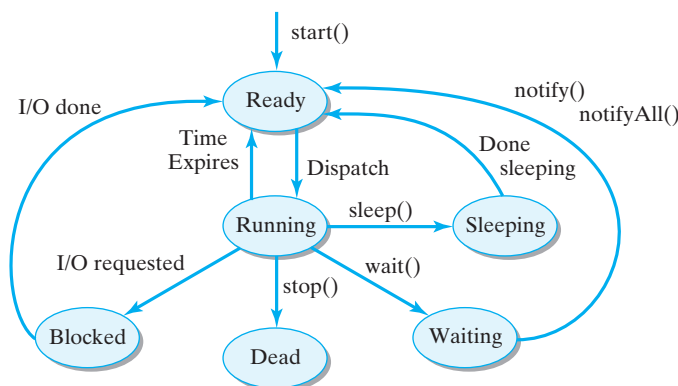 start()
notify()
notifyAll()
I/O done
Ready
Time
Expires
Done
sleeping
Dispatch
Running
sleep()
Sleeping
I/O requested
wait()
stop()
Blocked
Waiting
Dead